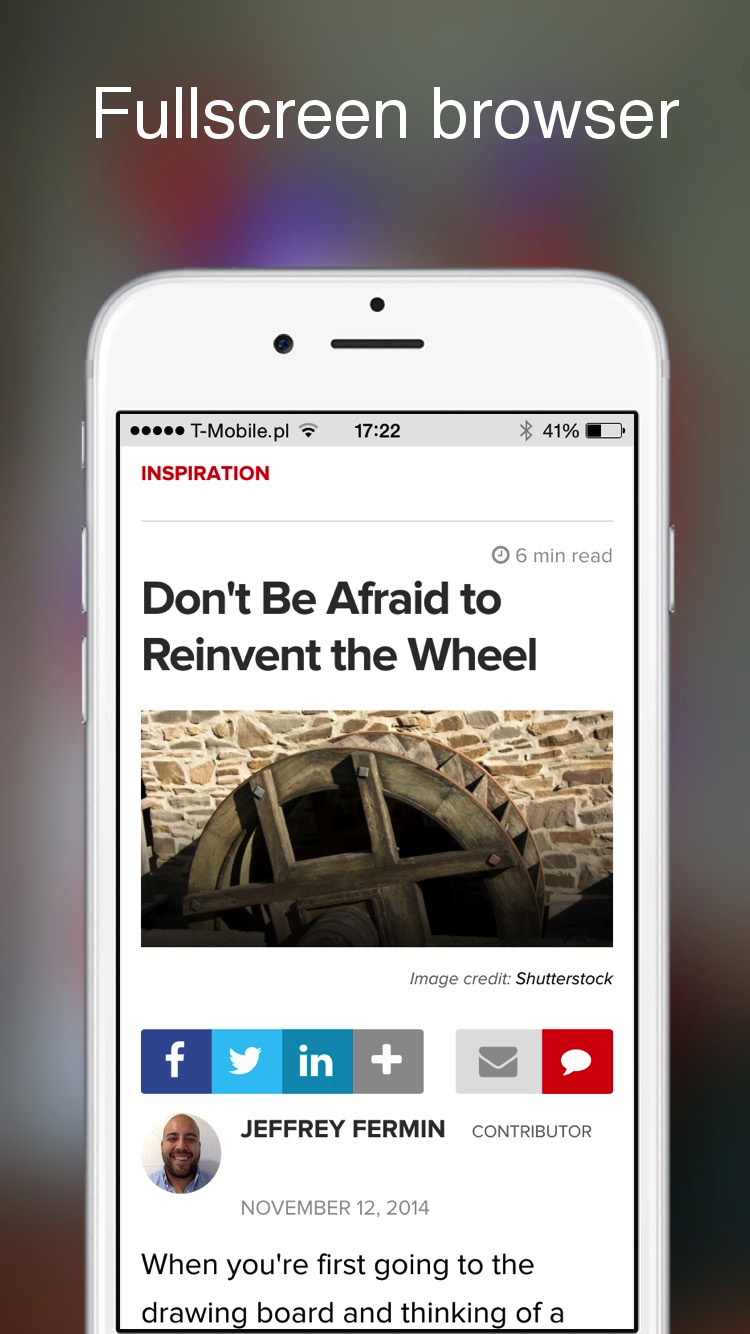 Fullscreen browser
T-Mobile.pl 17:22 41%
INSPIRATION
6 min read
Don't Be Afraid to
Reinvent the Wheel
Image credit: Shutterstock
f in +
JEFFREY FERMIN CONTRIBUTOR
NOVEMBER 12, 2014
When you're first going to the
drawing board and thinking of a